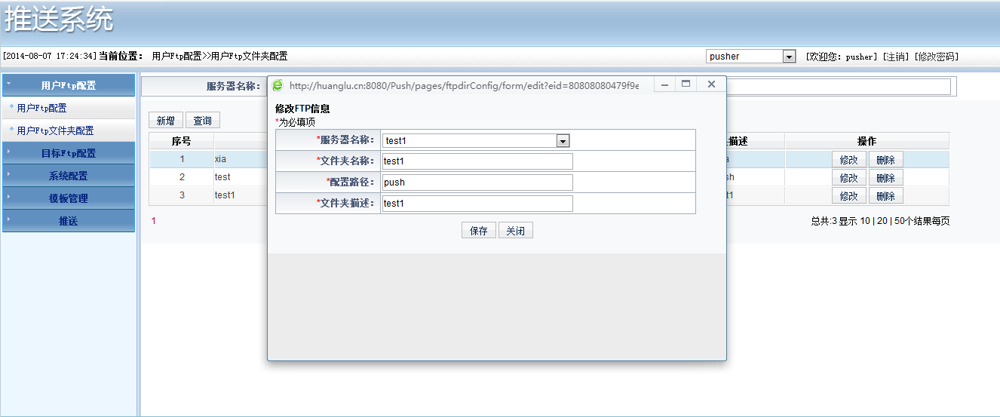 推送系统
[2014-08-07 17:24:34] 当前位置： 用户Ftp配置>>用户Ftp文件夹配置 pusher [欢迎您：pusher] [注销] [修改密码]
用户Ftp配置
用户Ftp配置
用户Ftp文件夹配置
目标Ftp配置
系统配置
模板管理
推送
服务器名称：
新增 查询
序号 描述 操作
1 xia a 修改 删除
2 test sh 修改 删除
3 test1 t1 修改 删除
1 总共:3 显示 10 | 20 | 50个结果每页
http://huanglu.cn:8080/Push/pages/ftpdirConfig/form/edit?eid=80808080479f9e
修改FTP信息
*为必填项
*服务器名称： test1
*文件夹名称： test1
*配置路径： push
*文件夹描述： test1
保存 关闭